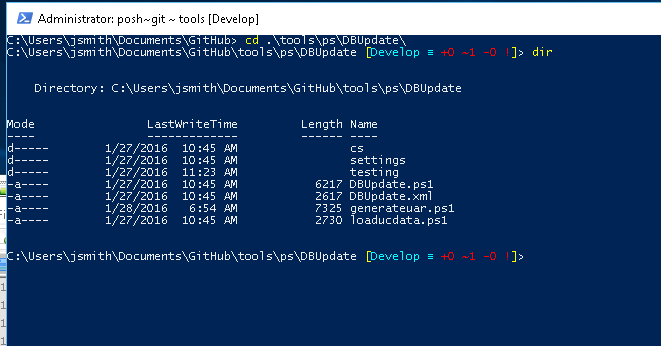 Administrator: posh~git ~ tools [Develop]
C:\Users\jsmith\Documents\GitHub> cd .\tools\ps\DBUpdate\
C:\Users\jsmith\Documents\GitHub\tools\ps\DBUpdate [Develop ≡ +0 ~1 -0 !]> dir
Directory: C:\Users\jsmith\Documents\GitHub\tools\ps\DBUpdate
Mode LastWriteTime Length Name
---- ------------- ------ ----
d----- 1/27/2016 10:45 AM cs
d----- 1/27/2016 10:45 AM settings
d----- 1/27/2016 11:23 AM testing
-a---- 1/27/2016 10:45 AM 6217 DBUpdate.ps1
-a---- 1/27/2016 10:45 AM 2617 DBUpdate.xml
-a---- 1/28/2016 6:54 AM 7325 generateuar.ps1
-a---- 1/27/2016 10:45 AM 2730 loaducdata.ps1
C:\Users\jsmith\Documents\GitHub\tools\ps\DBUpdate [Develop ≡ +0 ~1 -0 !]>